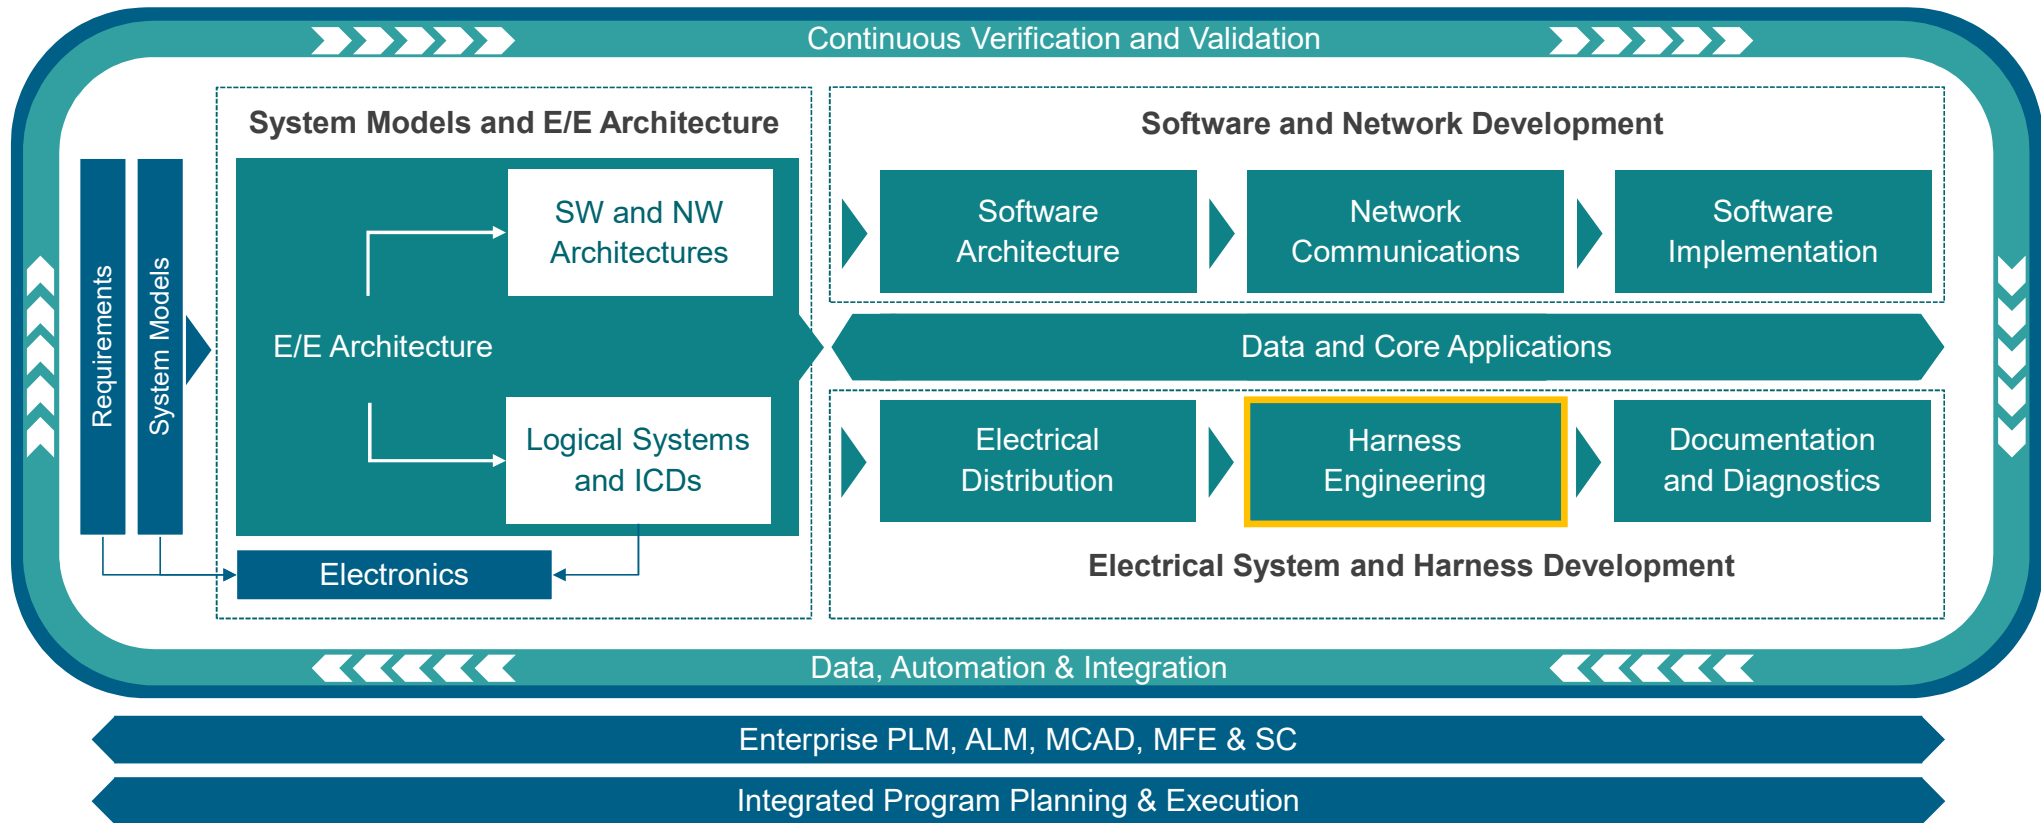 Continuous Verification and Validation
System Models and E/E Architecture
Software and Network Development
Requirements
System Models
SW and NW
Architectures
E/E Architecture
Logical Systems
and ICDs
Electronics
Software
Architecture
Network
Communications
Software
Implementation
Data and Core Applications
Electrical
Distribution
Harness
Engineering
Documentation
and Diagnostics
Electrical System and Harness Development
Data, Automation & Integration
Enterprise PLM, ALM, MCAD, MFE & SC
Integrated Program Planning & Execution